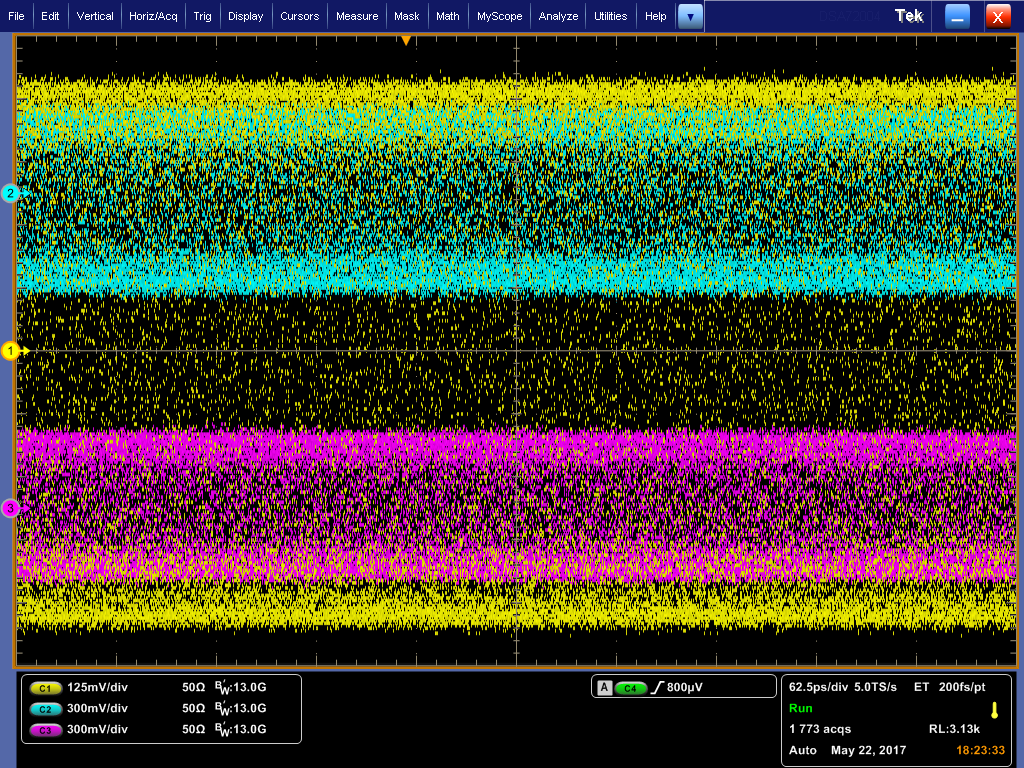 File Edit Vertical Horiz/Acq Trig Display Cursors Measure Mask Math MyScope Analyze Utilities Help Tek X
2
1
3
C1 125mV/div 50Ω BW:13.0G
C2 300mV/div 50Ω BW:13.0G
C3 300mV/div 50Ω BW:13.0G
A C4 800µV
62.5ps/div 5.0TS/s ET 200fs/pt
Run
1 773 acqs RL:3.13k
Auto May 22, 2017 18:23:33